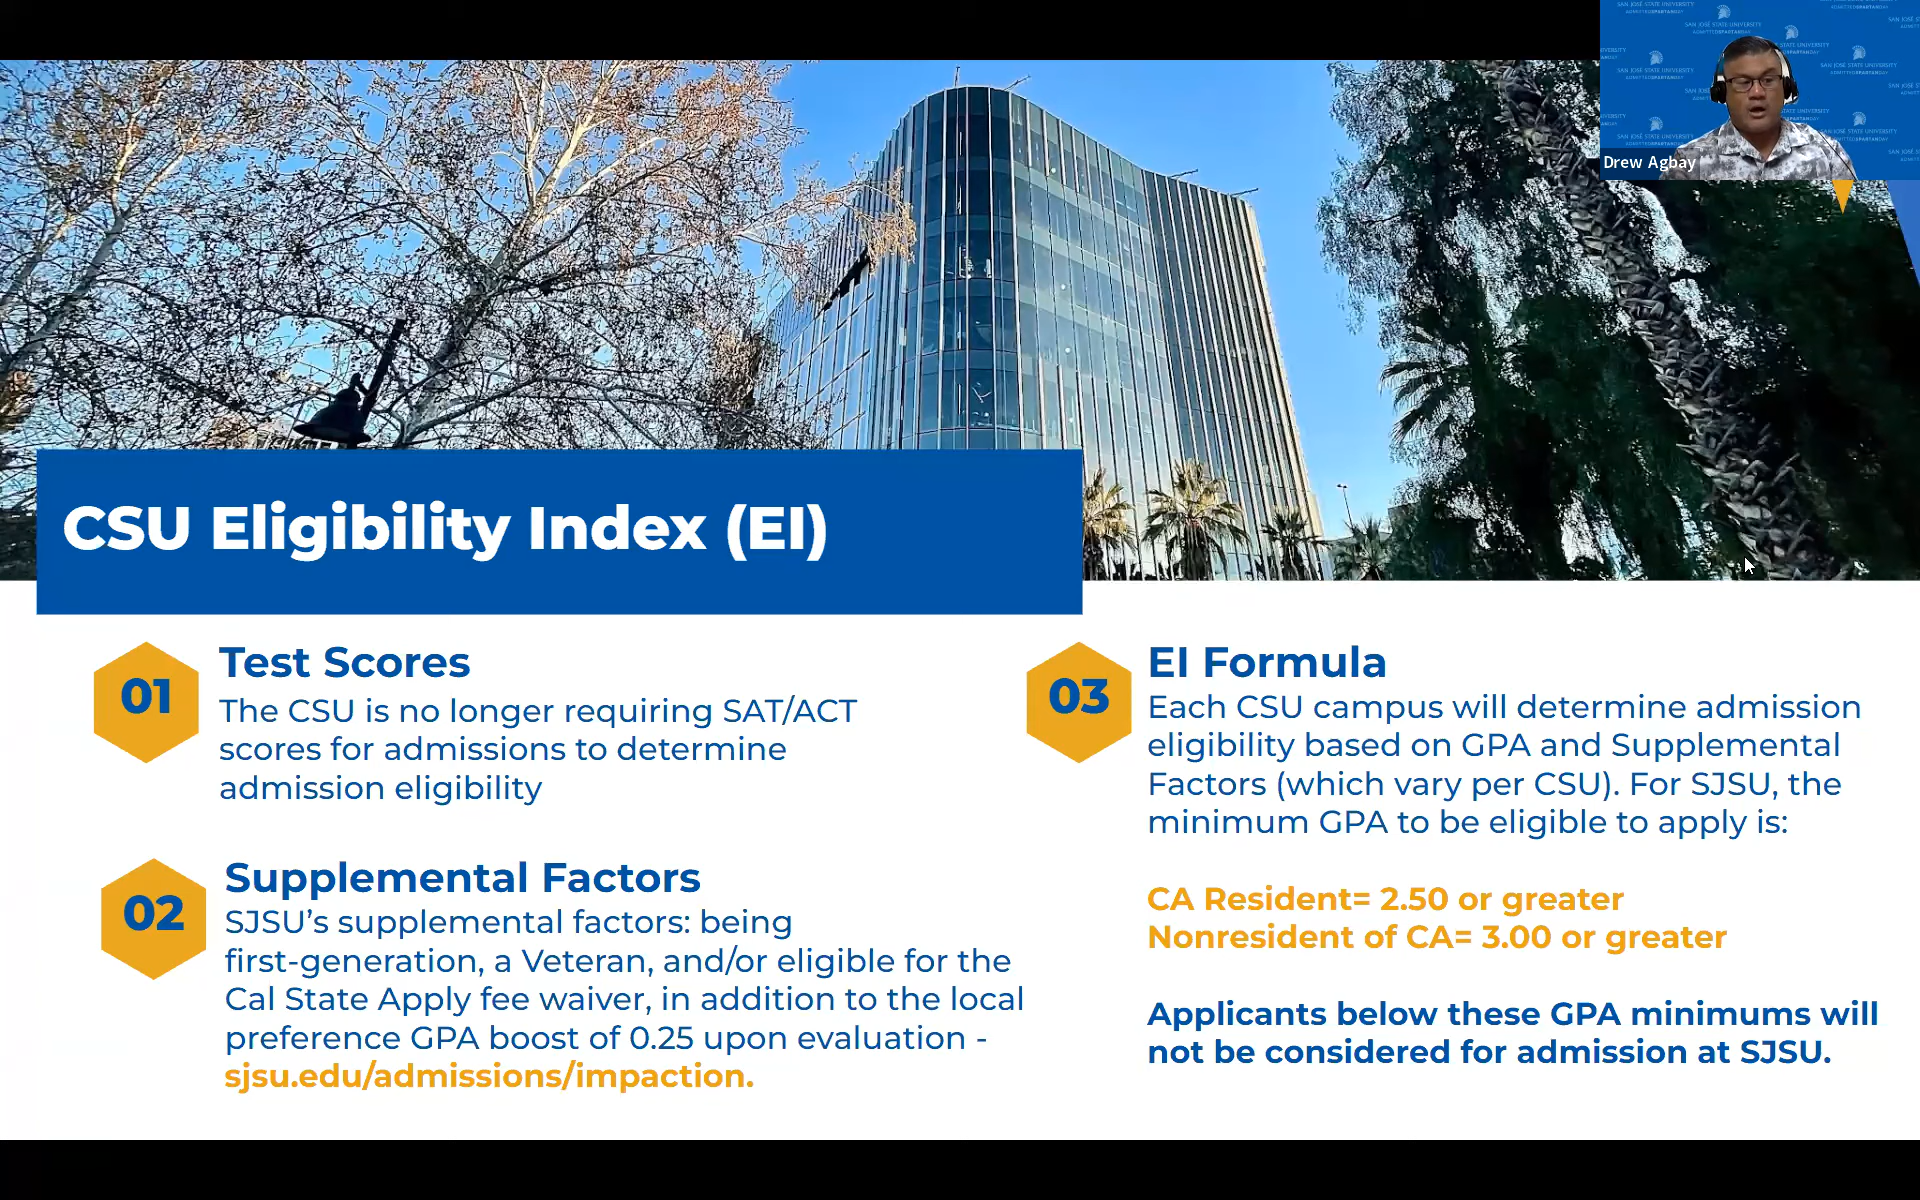 SAN JOSÉ STATE UNIVERSITY
ADMITTEDSPARTANDAY
Drew Agbay
CSU Eligibility Index (EI)
01
Test Scores
The CSU is no longer requiring SAT/ACT
scores for admissions to determine
admission eligibility
02
Supplemental Factors
SJSU’s supplemental factors: being
first-generation, a Veteran, and/or eligible for the
Cal State Apply fee waiver, in addition to the local
preference GPA boost of 0.25 upon evaluation -
sjsu.edu/admissions/impaction.
03
EI Formula
Each CSU campus will determine admission
eligibility based on GPA and Supplemental
Factors (which vary per CSU). For SJSU, the
minimum GPA to be eligible to apply is:
CA Resident= 2.50 or greater
Nonresident of CA= 3.00 or greater
Applicants below these GPA minimums will
not be considered for admission at SJSU.